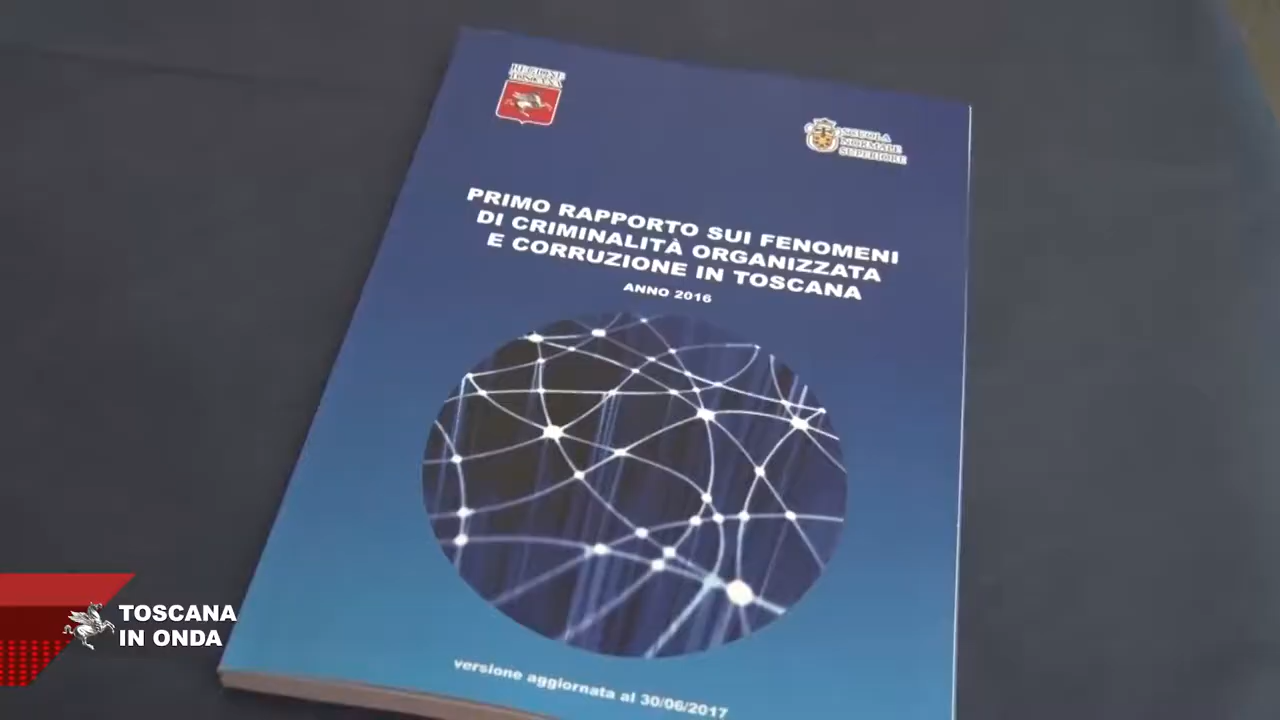 REGIONE
TOSCANA
SCUOLA
NORMALE
SUPERIORE
PRIMO RAPPORTO SUI FENOMENI
DI CRIMINALITÀ ORGANIZZATA
E CORRUZIONE IN TOSCANA
ANNO 2016
versione aggiornata al 30/06/2017
TOSCANA
IN ONDA